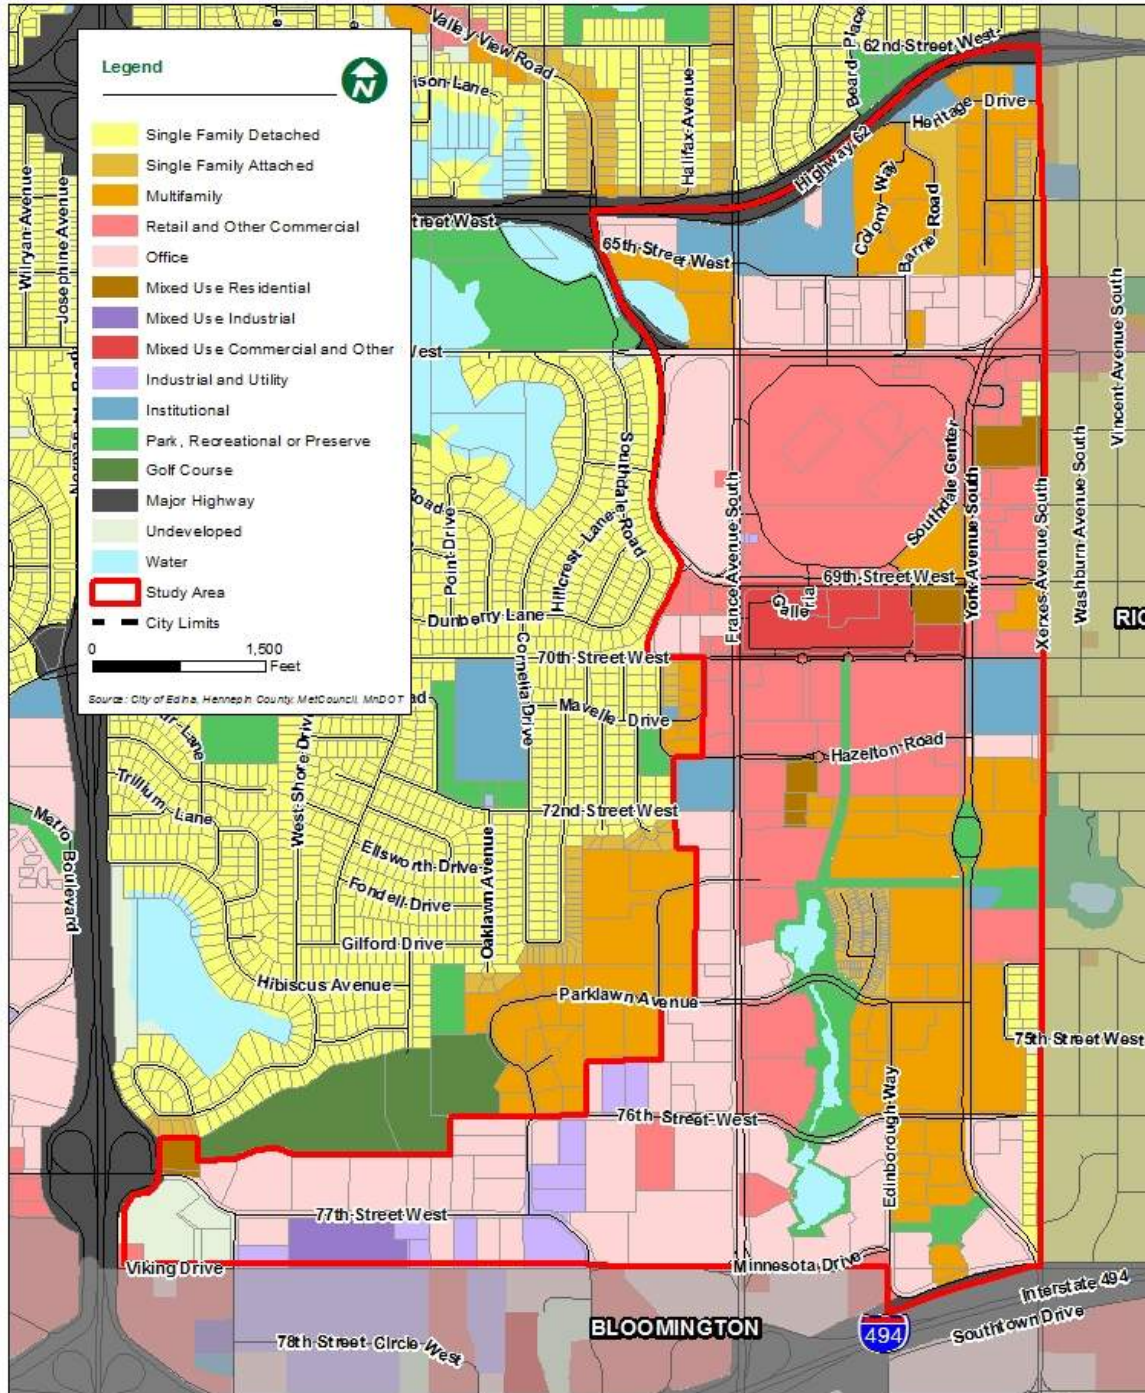 Legend
N
Single Family Detached
Single Family Attached
Multifamily
Retail and Other Commercial
Office
Mixed Use Residential
Mixed Use Industrial
Mixed Use Commercial and Other
Industrial and Utility
Institutional
Park, Recreational or Preserve
Golf Course
Major Highway
Undeveloped
Water
Study Area
City Limits
0 1,500
Feet
Source: City of Edina, Hennepin County, MetCouncil, MnDOT
Valley View Road
Halifax Avenue
Beard Place
62nd Street West
Highway 62
Heritage Drive
Colony Way
Barrie Road
Wilryan Avenue
Josephine Avenue
65th Street West
Vincent Avenue South
Washburn Avenue South
Xerxes Avenue South
York Avenue South
Southdale Center
France Avenue South
69th Street West
Galleria
Southdale Road
Hillcrest Lane
Point Drive
Dunberry Lane
Cornelia Drive
70th Street West
Mavelle Drive
Hazelton Road
72nd Street West
West Shore Drive
Trillium Lane
Metro Boulevard
Ellsworth Drive
Fondell Drive
Oaklawn Avenue
Gilford Drive
Hibiscus Avenue
Parklawn Avenue
75th Street West
76th Street West
Edinborough Way
77th Street West
Viking Drive
Minnesota Drive
Interstate 494
Southtown Drive
BLOOMINGTON
494
78th Street Circle West